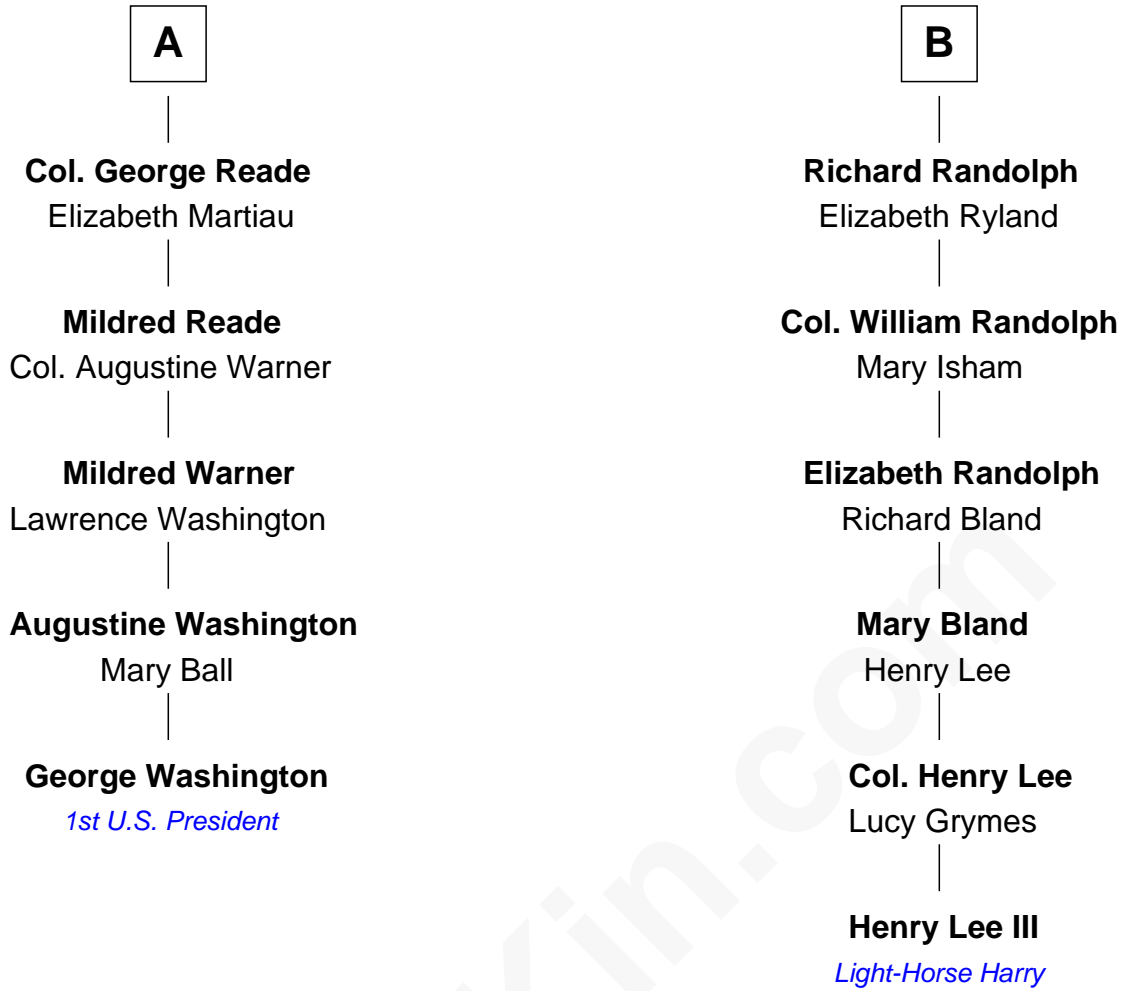 A
Col. George Reade
Elizabeth Martiau
Mildred Reade
Col. Augustine Warner
Mildred Warner
Lawrence Washington
Augustine Washington
Mary Ball
George Washington
1st U.S. President
B
Richard Randolph
Elizabeth Ryland
Col. William Randolph
Mary Isham
Elizabeth Randolph
Richard Bland
Mary Bland
Henry Lee
Col. Henry Lee
Lucy Grymes
Henry Lee III
Light-Horse Harry
Kin.com